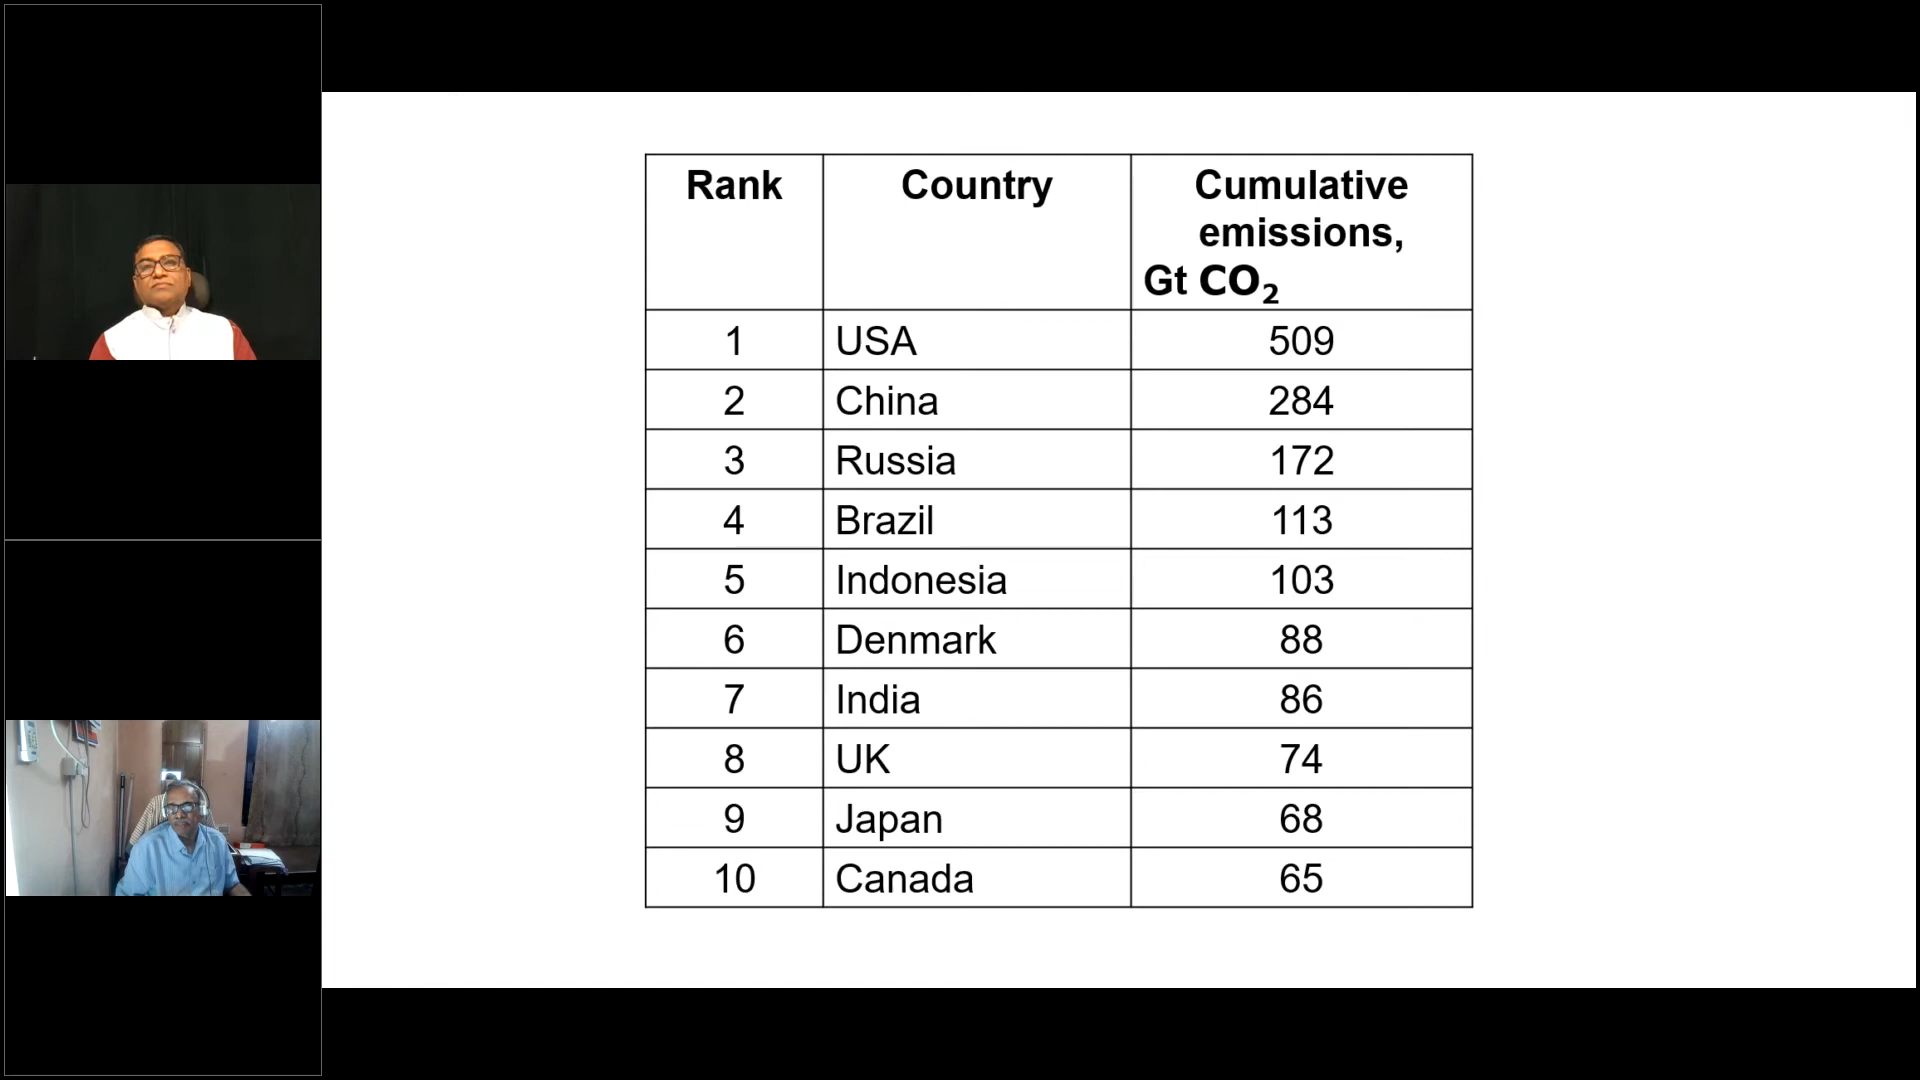 Rank Country Cumulative
emissions,
Gt CO₂
1 USA 509
2 China 284
3 Russia 172
4 Brazil 113
5 Indonesia 103
6 Denmark 88
7 India 86
8 UK 74
9 Japan 68
10 Canada 65